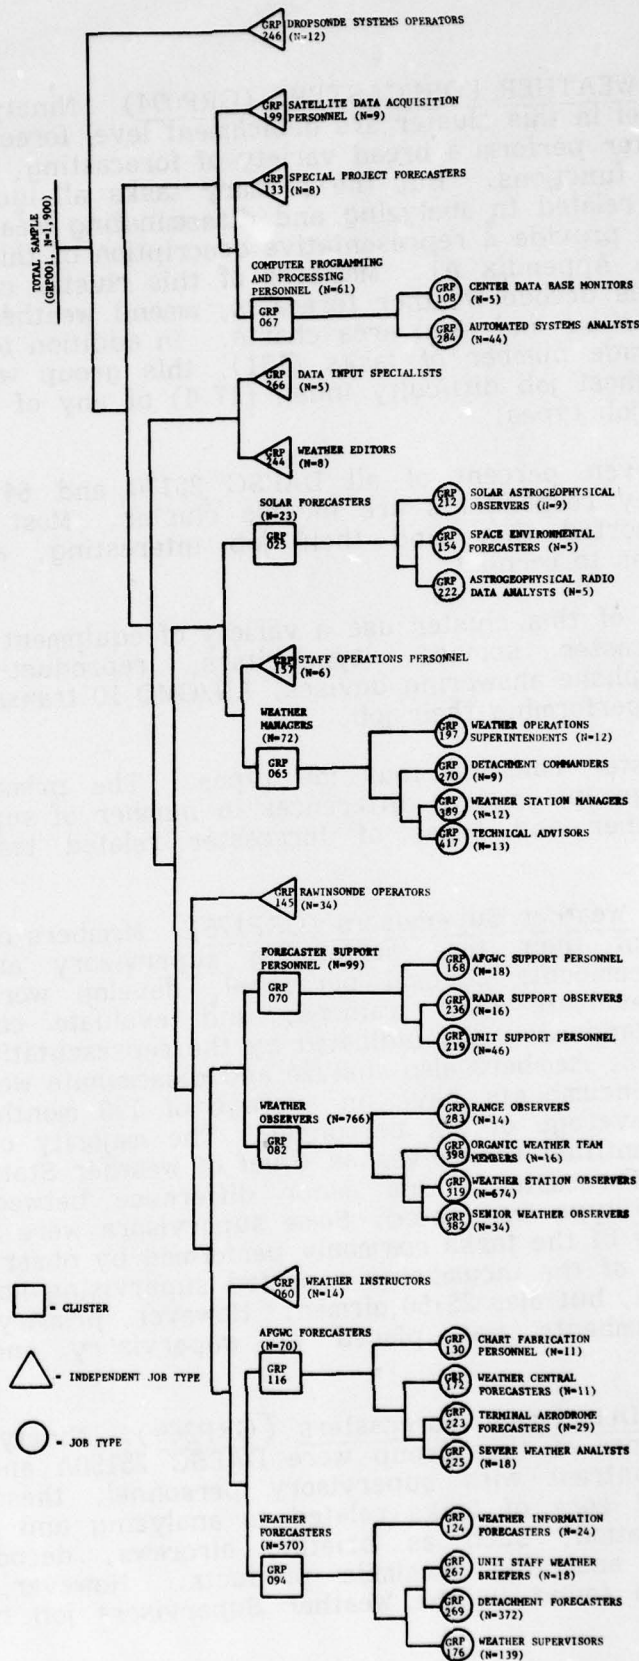 TOTAL SAMPLE
(GRP001, N=1,900)
GRP
246
DROPSONDE SYSTEMS OPERATORS
(N=12)
GRP
199
SATELLITE DATA ACQUISITION
PERSONNEL (N=9)
GRP
133
SPECIAL PROJECT FORECASTERS
(N=8)
COMPUTER PROGRAMMING
AND PROCESSING
PERSONNEL (N=61)
GRP
067
GRP
108
CENTER DATA BASE MONITORS
(N=5)
GRP
284
AUTOMATED SYSTEMS ANALYSTS
(N=44)
GRP
266
DATA INPUT SPECIALISTS
(N=5)
GRP
244
WEATHER EDITORS
(N=8)
SOLAR FORECASTERS
(N=23)
GRP
025
GRP
212
SOLAR ASTROGEOPHYSICAL
OBSERVERS (N=9)
GRP
154
SPACE ENVIRONMENTAL
FORECASTERS (N=5)
GRP
222
ASTROGEOPHYSICAL RADIO
DATA ANALYSTS (N=5)
GRP
157
STAFF OPERATIONS PERSONNEL
(N=6)
WEATHER
MANAGERS
(N=72)
GRP
065
GRP
197
WEATHER OPERATIONS
SUPERINTENDENTS (N=12)
GRP
270
DETACHMENT COMMANDERS
(N=9)
GRP
389
WEATHER STATION MANAGERS
(N=12)
GRP
417
TECHNICAL ADVISORS
(N=13)
GRP
145
RAWINSONDE OPERATORS
(N=34)
FORECASTER SUPPORT
PERSONNEL (N=99)
GRP
070
GRP
168
AFGWC SUPPORT PERSONNEL
(N=18)
GRP
236
RADAR SUPPORT OBSERVERS
(N=16)
GRP
219
UNIT SUPPORT PERSONNEL
(N=46)
WEATHER
OBSERVERS (N=766)
GRP
082
GRP
283
RANGE OBSERVERS
(N=14)
GRP
398
ORGANIC WEATHER TEAM
MEMBERS (N=16)
GRP
319
WEATHER STATION OBSERVERS
(N=674)
GRP
382
SENIOR WEATHER OBSERVERS
(N=34)
GRP
060
WEATHER INSTRUCTORS
(N=14)
AFGWC FORECASTERS
(N=70)
GRP
116
GRP
130
CHART FABRICATION
PERSONNEL (N=11)
GRP
172
WEATHER CENTRAL
FORECASTERS (N=11)
GRP
223
TERMINAL AERODROME
FORECASTERS (N=29)
GRP
225
SEVERE WEATHER ANALYSTS
(N=18)
WEATHER
FORECASTERS
(N=570)
GRP
094
GRP
124
WEATHER INFORMATION
FORECASTERS (N=24)
GRP
267
UNIT STAFF WEATHER
BRIEFERS (N=18)
GRP
269
DETACHMENT FORECASTERS
(N=372)
GRP
176
WEATHER SUPERVISORS
(N=139)
= CLUSTER
= INDEPENDENT JOB TYPE
= JOB TYPE